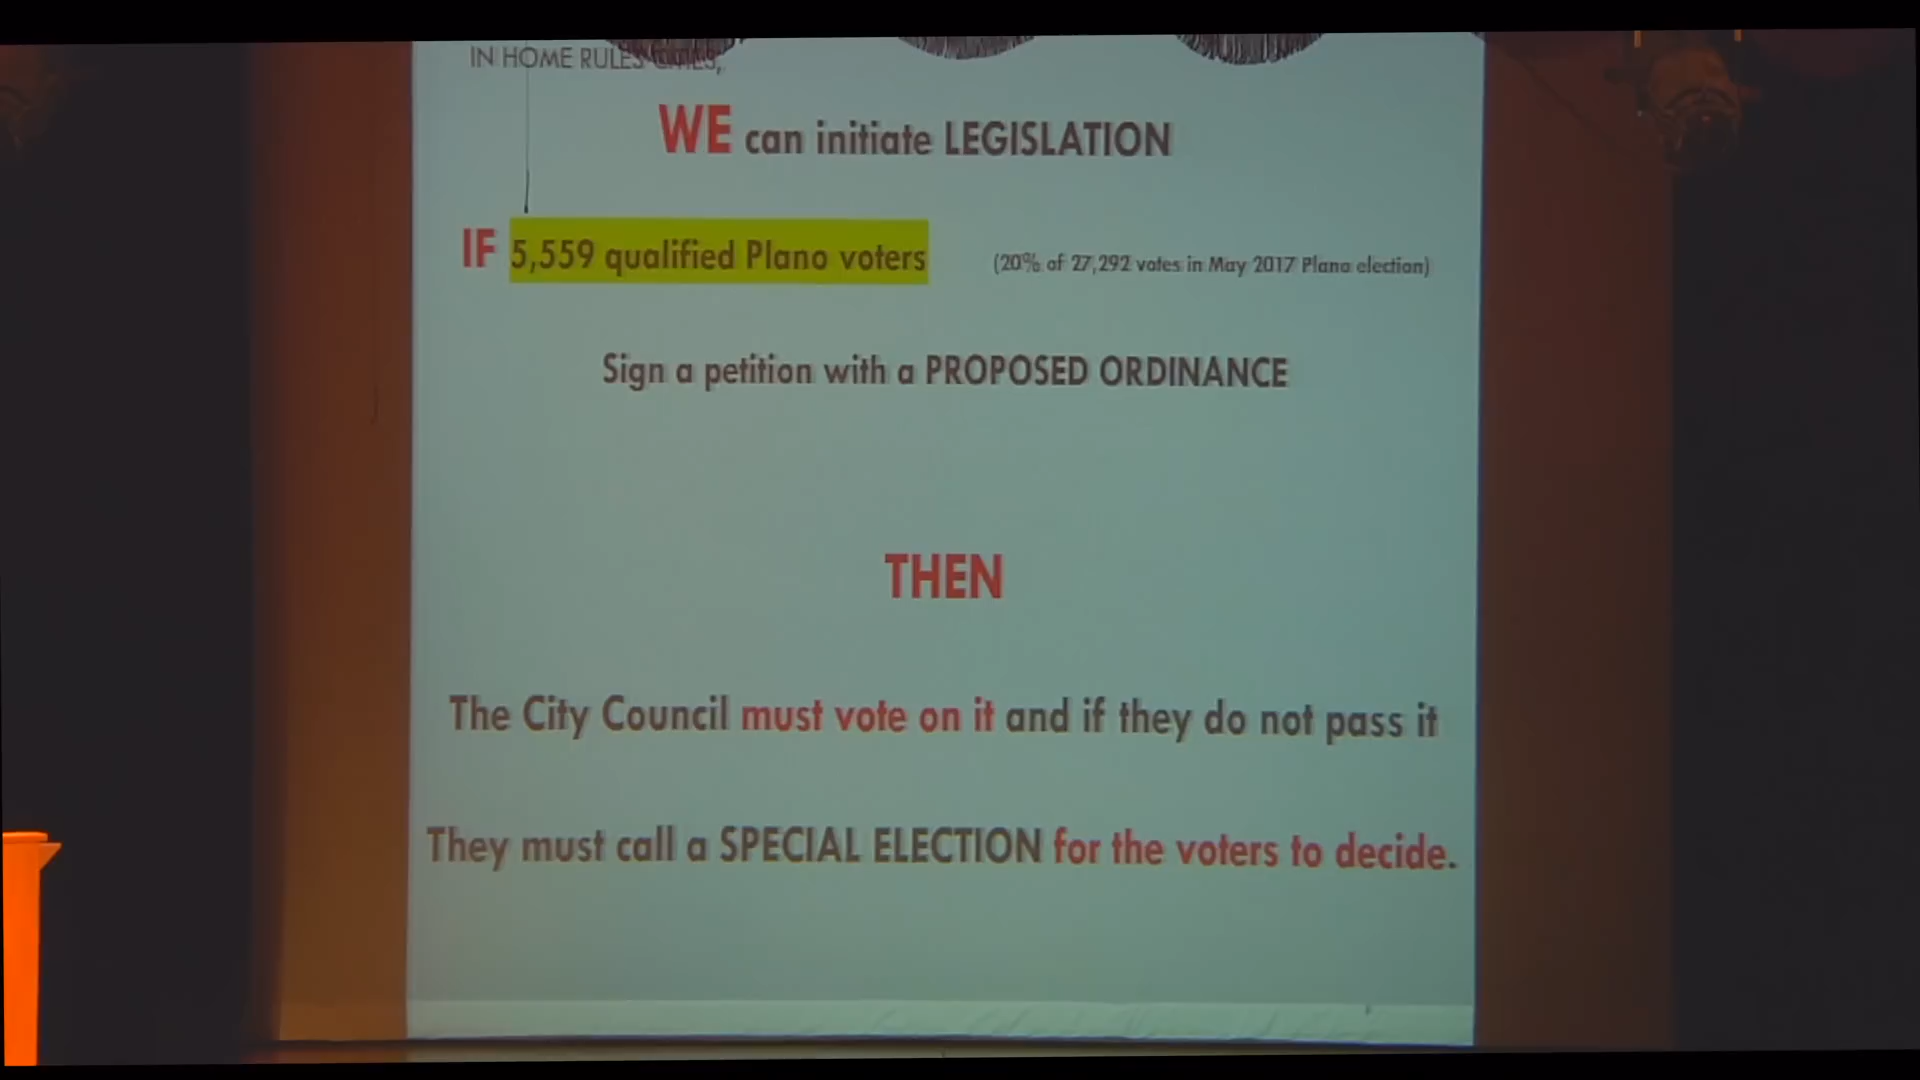 IN HOME RULES CITIES,
WE can initiate LEGISLATION
IF 5,559 qualified Plano voters (20% of 27,292 votes in May 2017 Plano election)
Sign a petition with a PROPOSED ORDINANCE
THEN
The City Council must vote on it and if they do not pass it
They must call a SPECIAL ELECTION for the voters to decide.